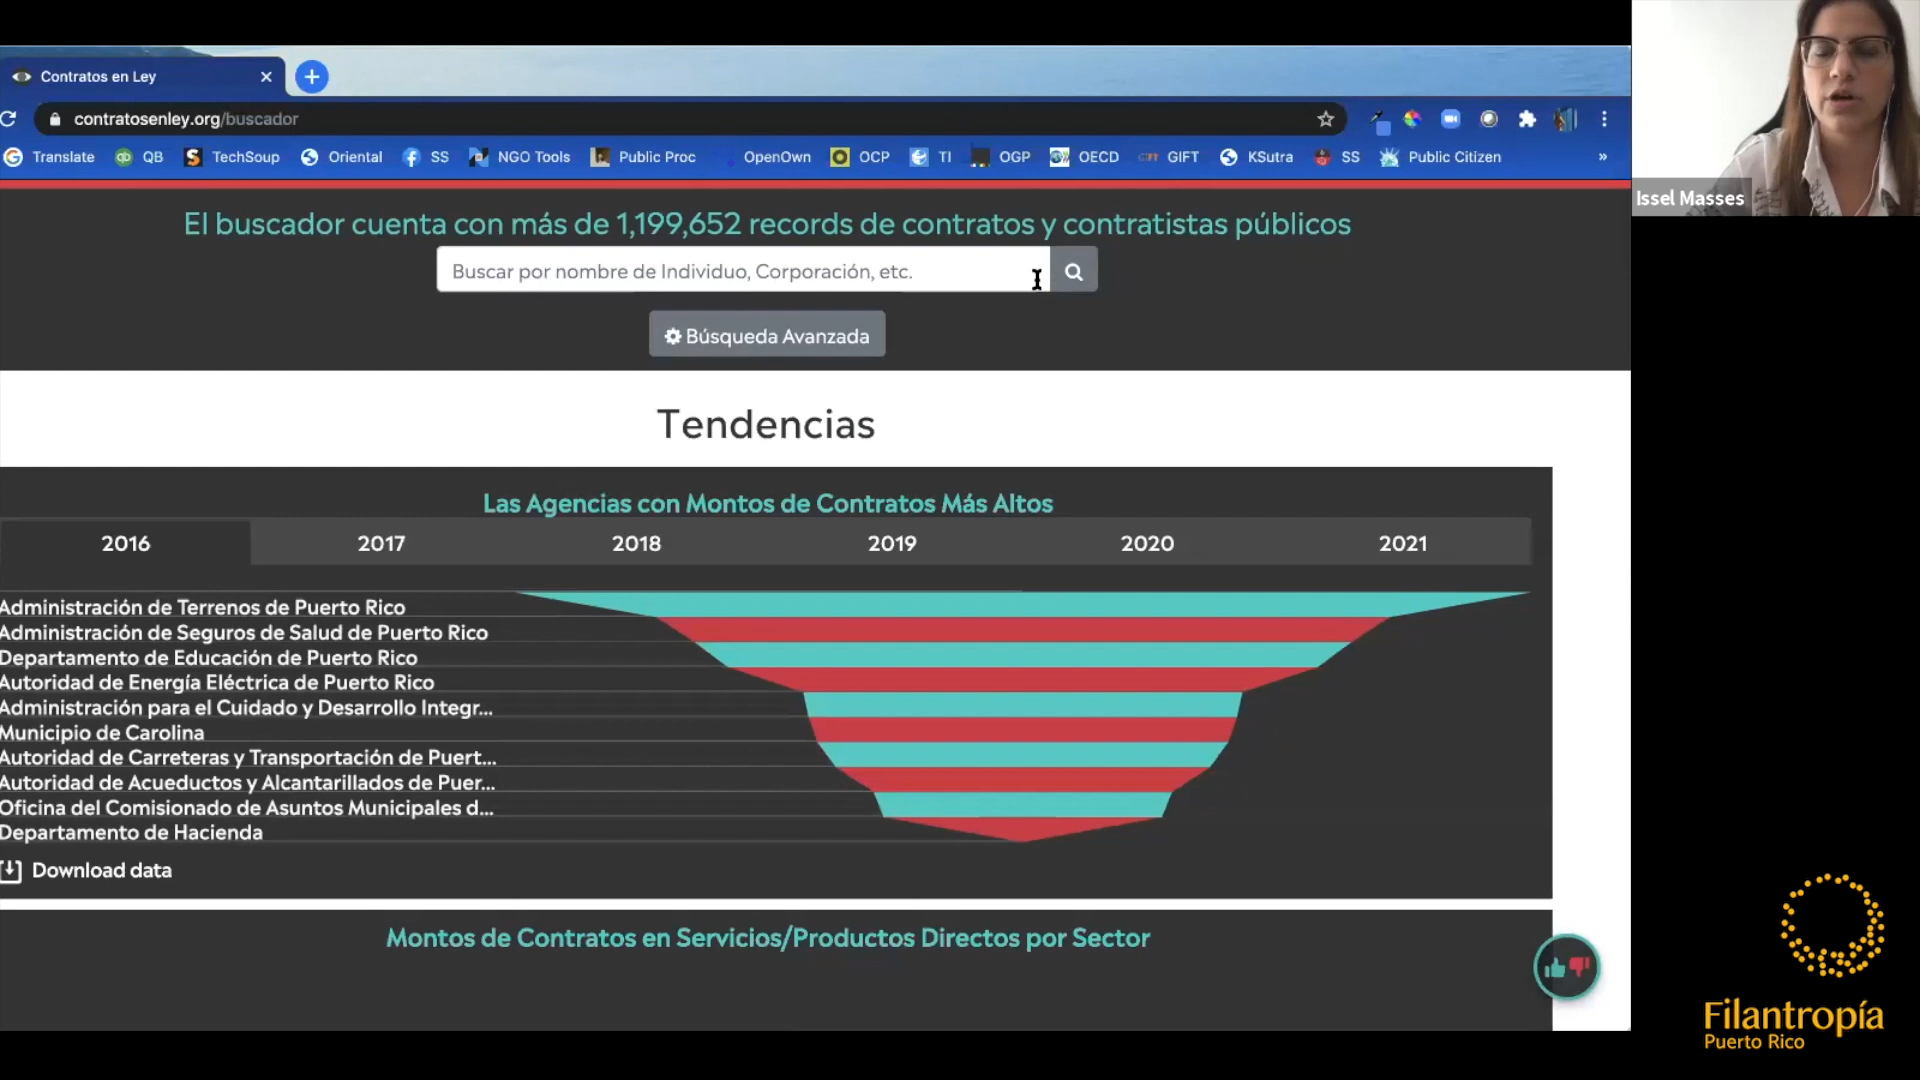 Contratos en Ley
contratosenley.org/buscador
Translate QB TechSoup Oriental SS NGO Tools Public Proc OpenOwn OCP TI OGP OECD GIFT KSutra SS Public Citizen »
Issel Masses
El buscador cuenta con más de 1,199,652 records de contratos y contratistas públicos
Buscar por nombre de Individuo, Corporación, etc.
Búsqueda Avanzada
Tendencias
Las Agencias con Montos de Contratos Más Altos
2016 2017 2018 2019 2020 2021
Administración de Terrenos de Puerto Rico
Administración de Seguros de Salud de Puerto Rico
Departamento de Educación de Puerto Rico
Autoridad de Energía Eléctrica de Puerto Rico
Administración para el Cuidado y Desarrollo Integr...
Municipio de Carolina
Autoridad de Carreteras y Transportación de Puert...
Autoridad de Acueductos y Alcantarillados de Puer...
Oficina del Comisionado de Asuntos Municipales d...
Departamento de Hacienda
Download data
Montos de Contratos en Servicios/Productos Directos por Sector
Filantropía
Puerto Rico